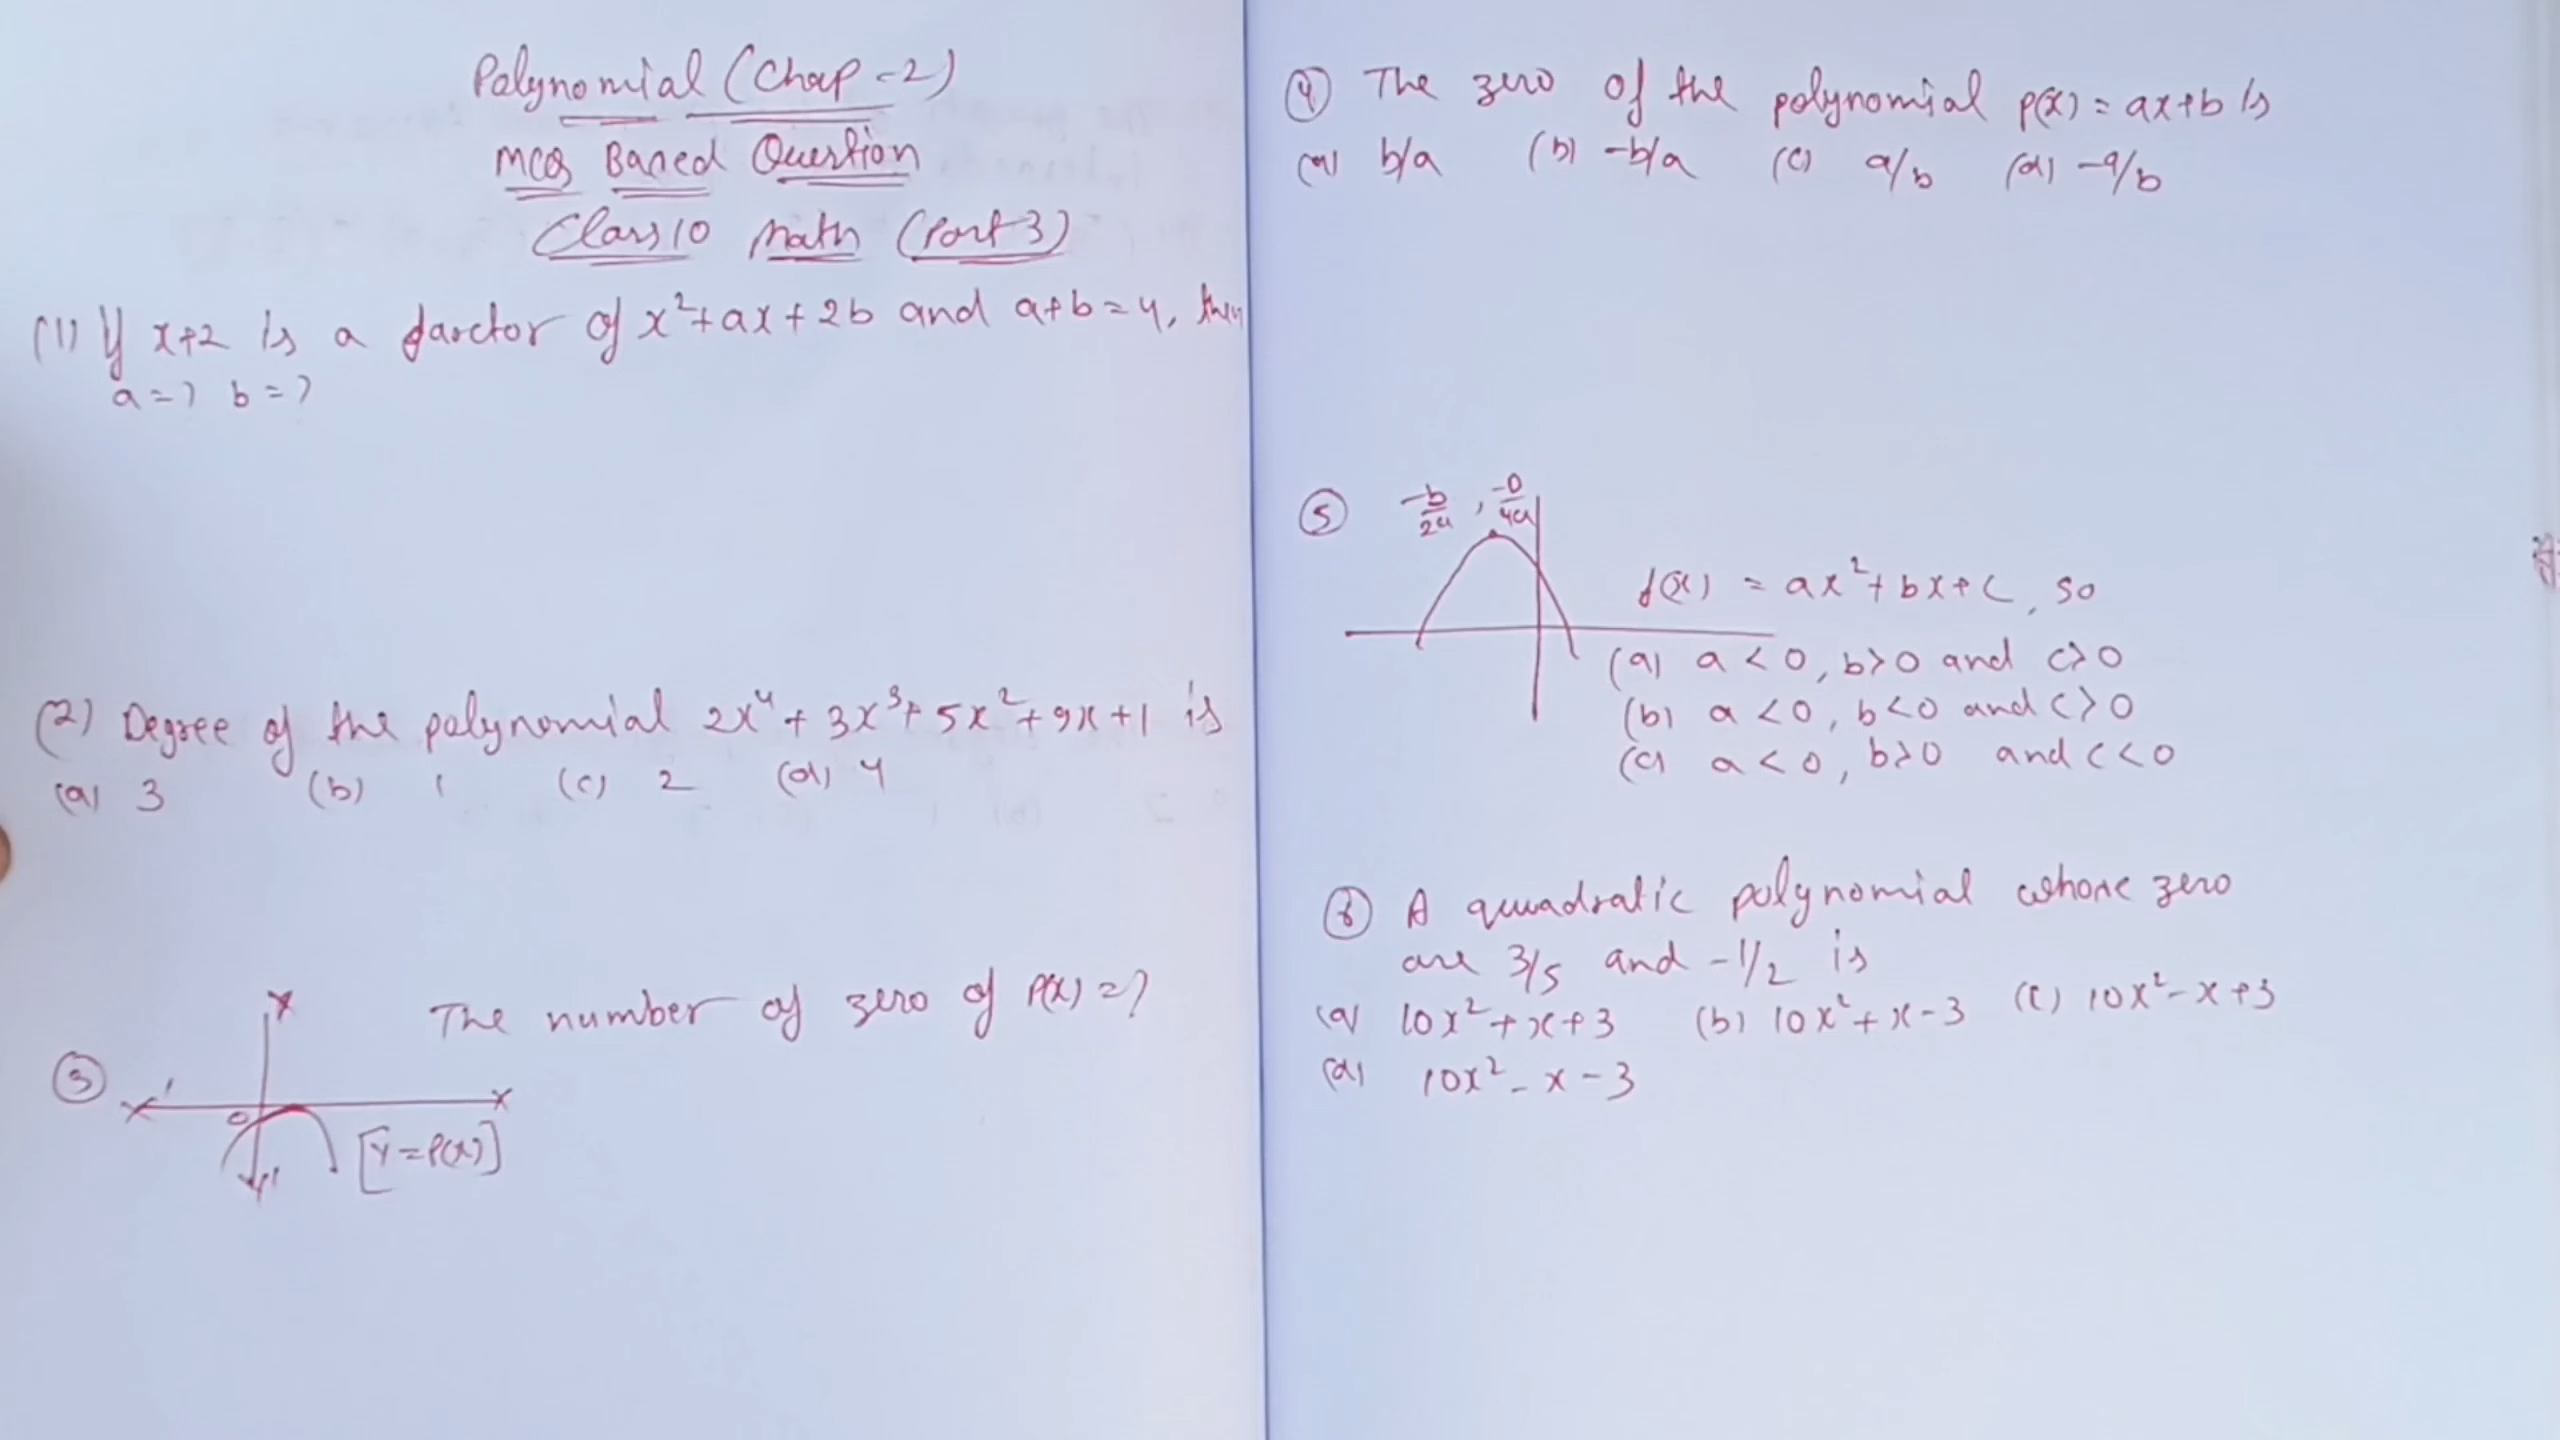 Polynomial (Chap-2)
MCQ Based Question
Class 10 Math (Part 3)
(1) If x+2 is a farctor of x²+ax+2b and a+b=4, then
a=? b=?
(2) Degree of the polynomial 2x⁴+3x³+5x²+9x+1 is
(a) 3 (b) 1 (c) 2 (d) 4
③ The number of zero of P(x)=?
X
X' O X
Y'
[Y=P(x)]
④ The zero of the polynomial P(x)=ax+b is
(a) b/a (b) -b/a (c) a/b (d) -a/b
⑤ -b/2a, -D/4a
f(x) = ax²+bx+c, so
(a) a<0, b>0 and c>0
(b) a<0, b<0 and c>0
(c) a<0, b>0 and c<0
⑥ A quuadratic polynomial whose zero
are 3/5 and -1/2 is
(a) 10x²+x+3 (b) 10x²+x-3 (c) 10x²-x+3
(d) 10x²-x-3